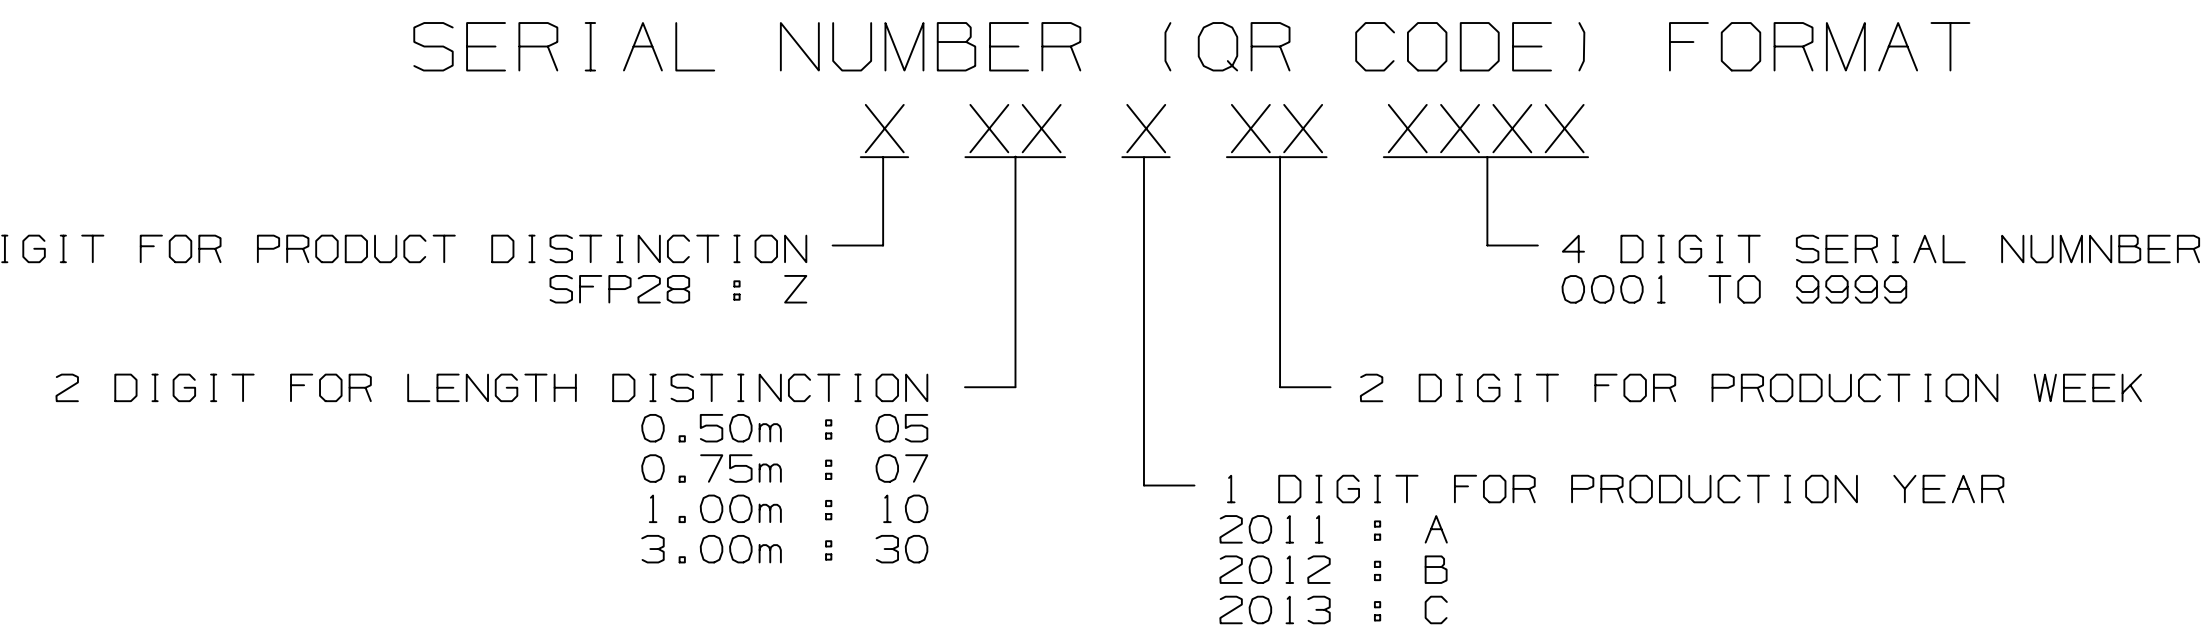 SERIAL NUMBER (QR CODE) FORMAT
X XX X XX XXXX
IGIT FOR PRODUCT DISTINCTION
SFP28 : Z
4 DIGIT SERIAL NUMNBER
0001 TO 9999
2 DIGIT FOR LENGTH DISTINCTION
0.50m : 05
0.75m : 07
1.00m : 10
3.00m : 30
2 DIGIT FOR PRODUCTION WEEK
1 DIGIT FOR PRODUCTION YEAR
2011 : A
2012 : B
2013 : C